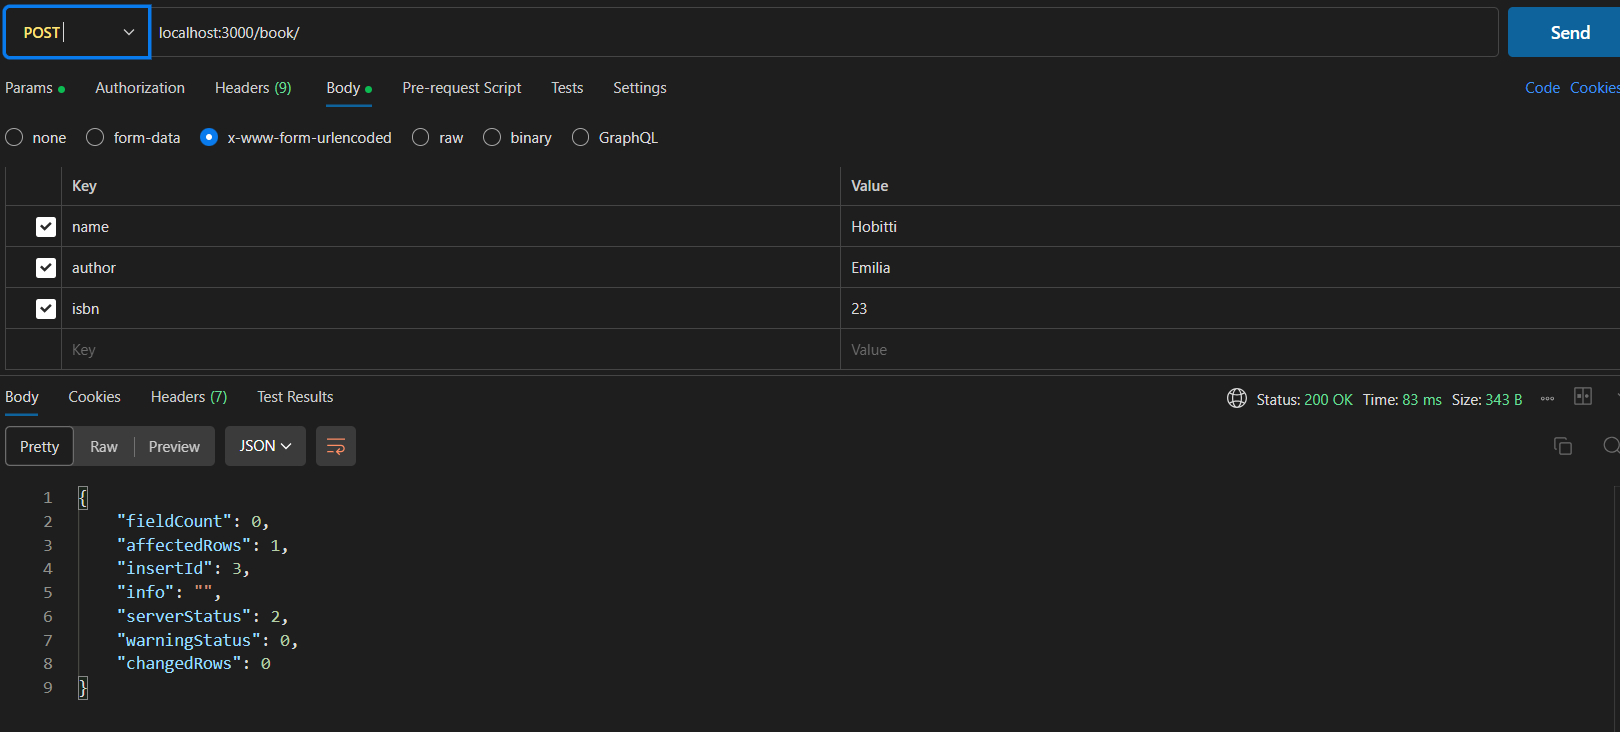 POST localhost:3000/book/ Send
Params Authorization Headers (9) Body Pre-request Script Tests Settings Code Cookies
none form-data x-www-form-urlencoded raw binary GraphQL
Key Value
name Hobitti
author Emilia
isbn 23
Key Value
Body Cookies Headers (7) Test Results Status: 200 OK Time: 83 ms Size: 343 B
Pretty Raw Preview JSON
1 {
2 "fieldCount": 0,
3 "affectedRows": 1,
4 "insertId": 3,
5 "info": "",
6 "serverStatus": 2,
7 "warningStatus": 0,
8 "changedRows": 0
9 }